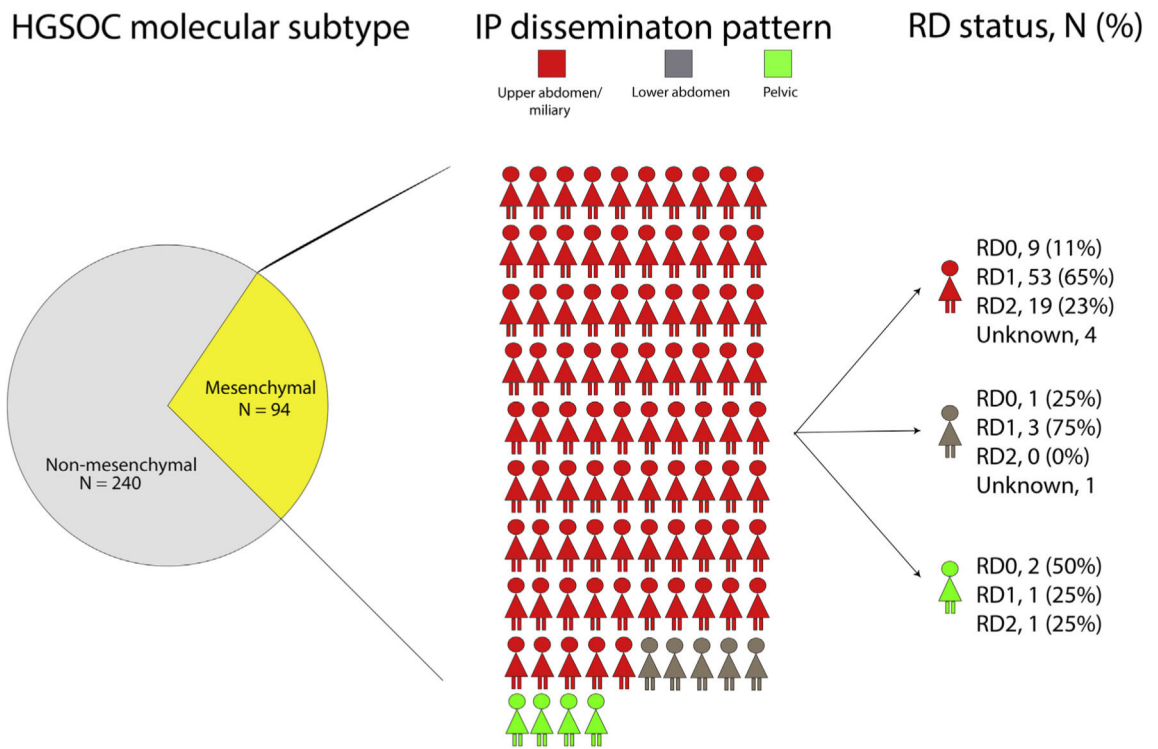 HGSOC molecular subtype
IP disseminaton pattern
RD status, N (%)
Upper abdomen/
miliary
Lower abdomen
Pelvic
Mesenchymal
N = 94
Non-mesenchymal
N = 240
RD0, 9 (11%)
RD1, 53 (65%)
RD2, 19 (23%)
Unknown, 4
RD0, 1 (25%)
RD1, 3 (75%)
RD2, 0 (0%)
Unknown, 1
RD0, 2 (50%)
RD1, 1 (25%)
RD2, 1 (25%)